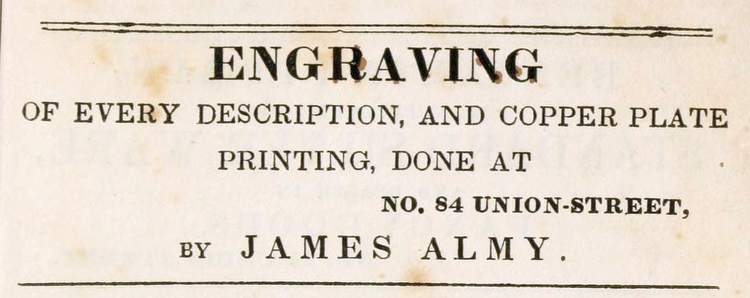 ENGRAVING
OF EVERY DESCRIPTION, AND COPPER PLATE
PRINTING, DONE AT
NO. 84 UNION-STREET,
BY JAMES ALMY.